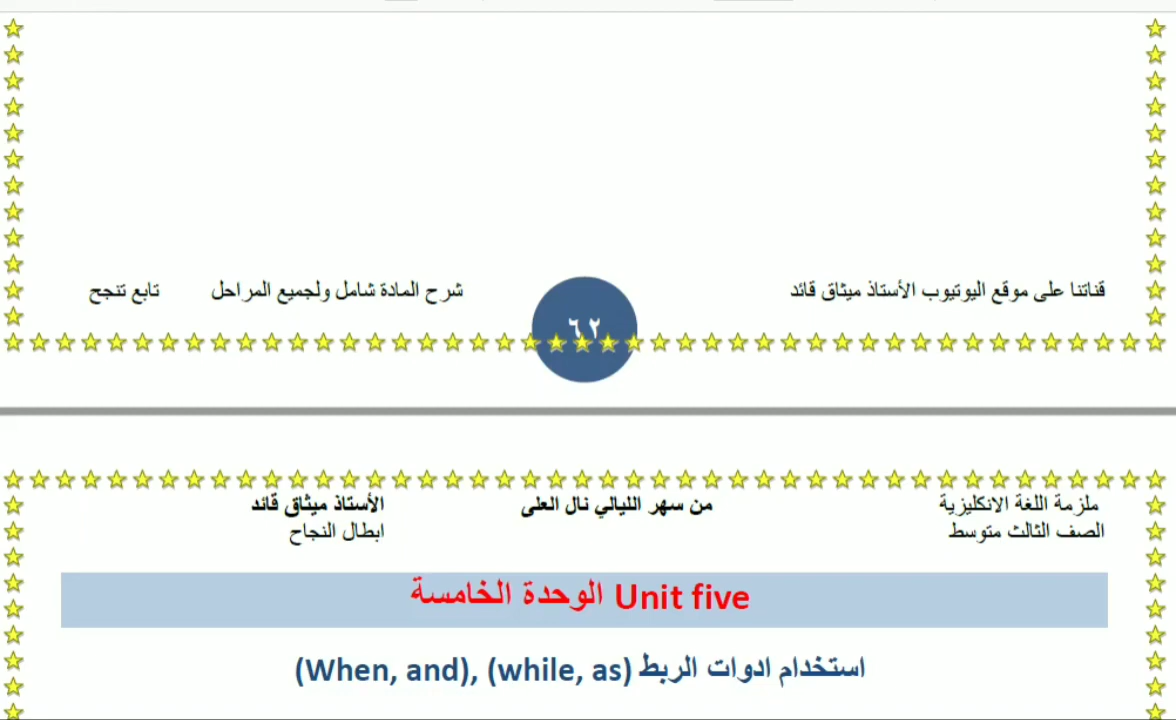 قناتنا على موقع اليوتيوب الأستاذ ميثاق قائد شرح المادة شامل ولجميع المراحل تابع تنجح
٦٢
ملزمة اللغة الانكليزية من سهر الليالي نال العلى الأستاذ ميثاق قائد
الصف الثالث متوسط ابطال النجاح
Unit five الوحدة الخامسة
استخدام ادوات الربط (When, and), (while, as)